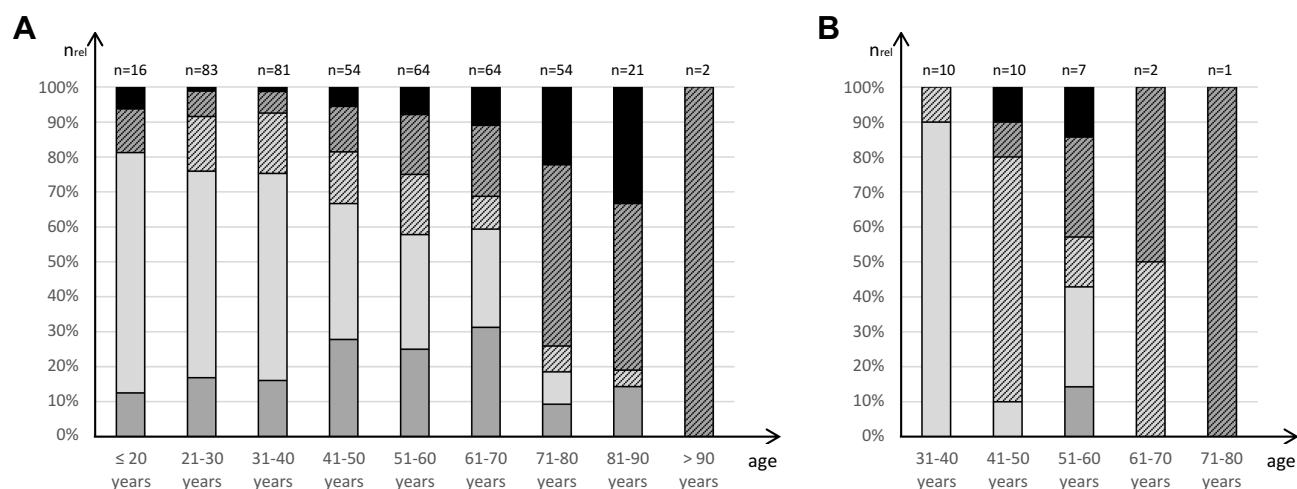 A
n rel
n=16 n=83 n=81 n=54 n=64 n=64 n=54 n=21 n=2
100%
90%
80%
70%
60%
50%
40%
30%
20%
10%
0%
≤ 20 years 21-30 years 31-40 years 41-50 years 51-60 years 61-70 years 71-80 years 81-90 years > 90 years age
B
n rel
n=10 n=10 n=7 n=2 n=1
100%
90%
80%
70%
60%
50%
40%
30%
20%
10%
0%
31-40 years 41-50 years 51-60 years 61-70 years 71-80 years age